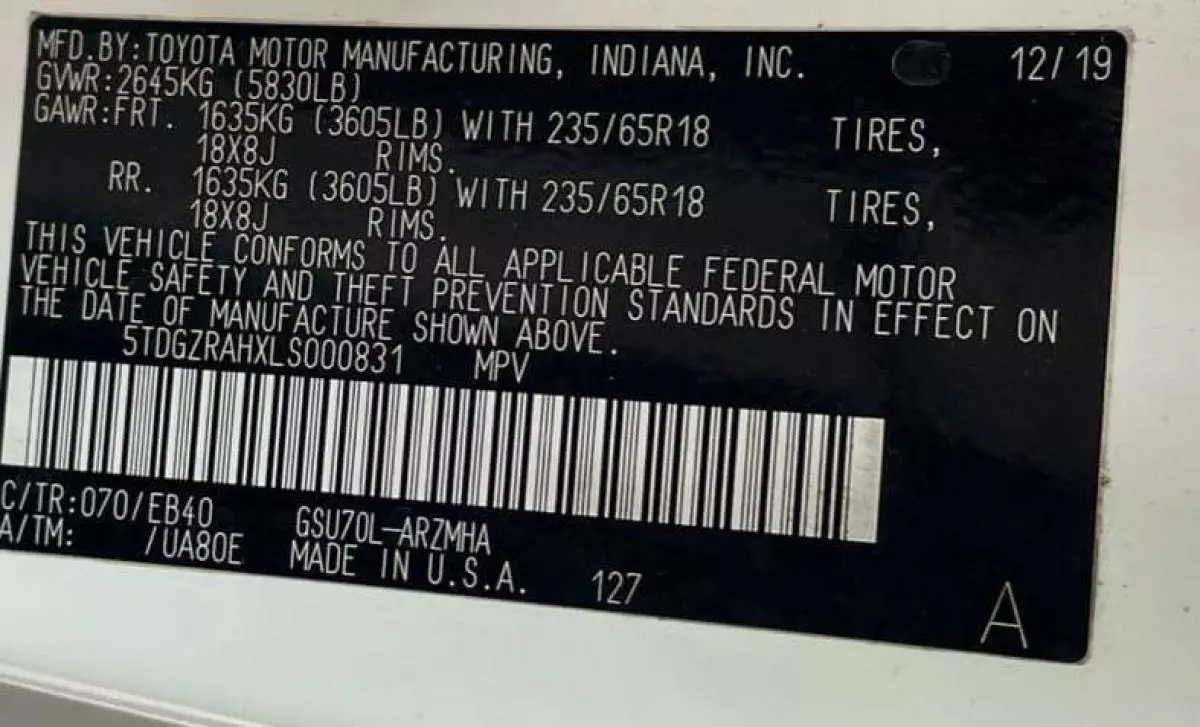 MFD.BY:TOYOTA MOTOR MANUFACTURING, INDIANA, INC. 12/19
GVWR:2645KG (5830LB)
GAWR:FRT. 1635KG (3605LB) WITH 235/65R18 TIRES,
18X8J RIMS.
RR. 1635KG (3605LB) WITH 235/65R18 TIRES,
18X8J RIMS.
THIS VEHICLE CONFORMS TO ALL APPLICABLE FEDERAL MOTOR
VEHICLE SAFETY AND THEFT PREVENTION STANDARDS IN EFFECT ON
THE DATE OF MANUFACTURE SHOWN ABOVE.
5TDGZRAHXLS000831 MPV
C/TR:070/EB40 GSU70L-ARZMHA
A/TM: /UA80E MADE IN U.S.A. 127
A